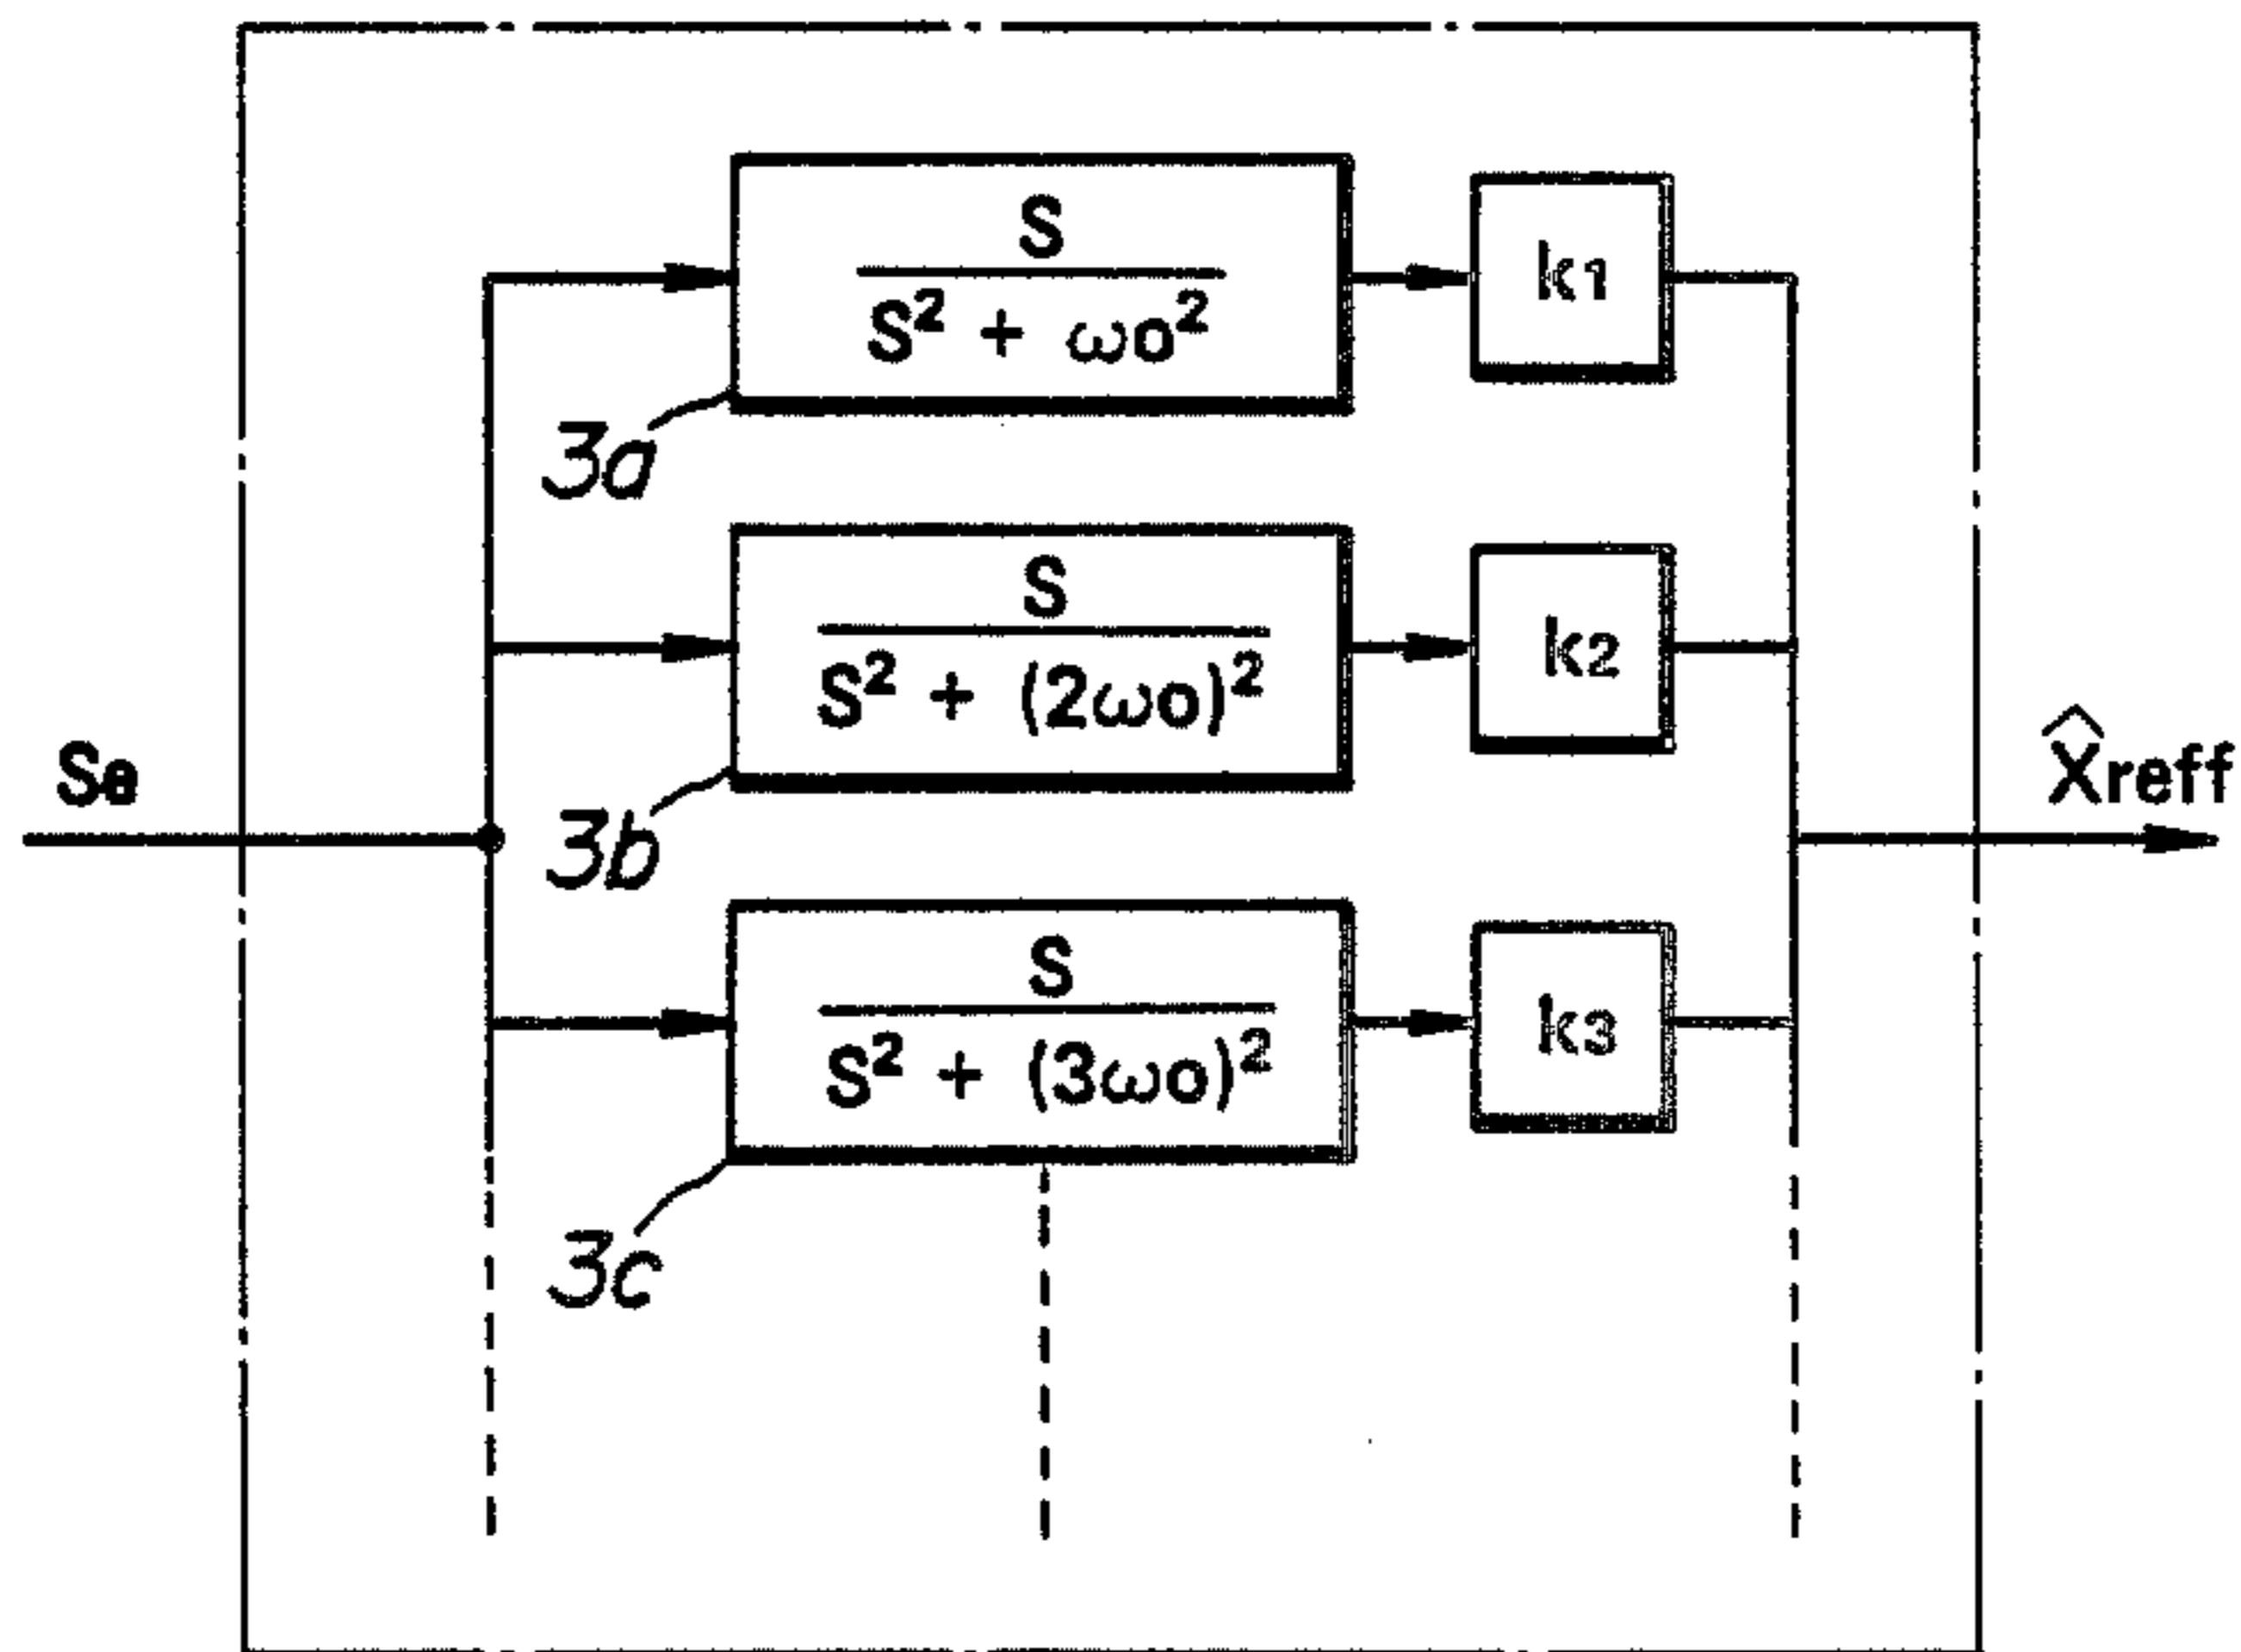 S
S² + ωo²
k1
3a
S
S² + (2ωo)²
k2
Se
X̂reff
3b
S
S² + (3ωo)²
k3
3c